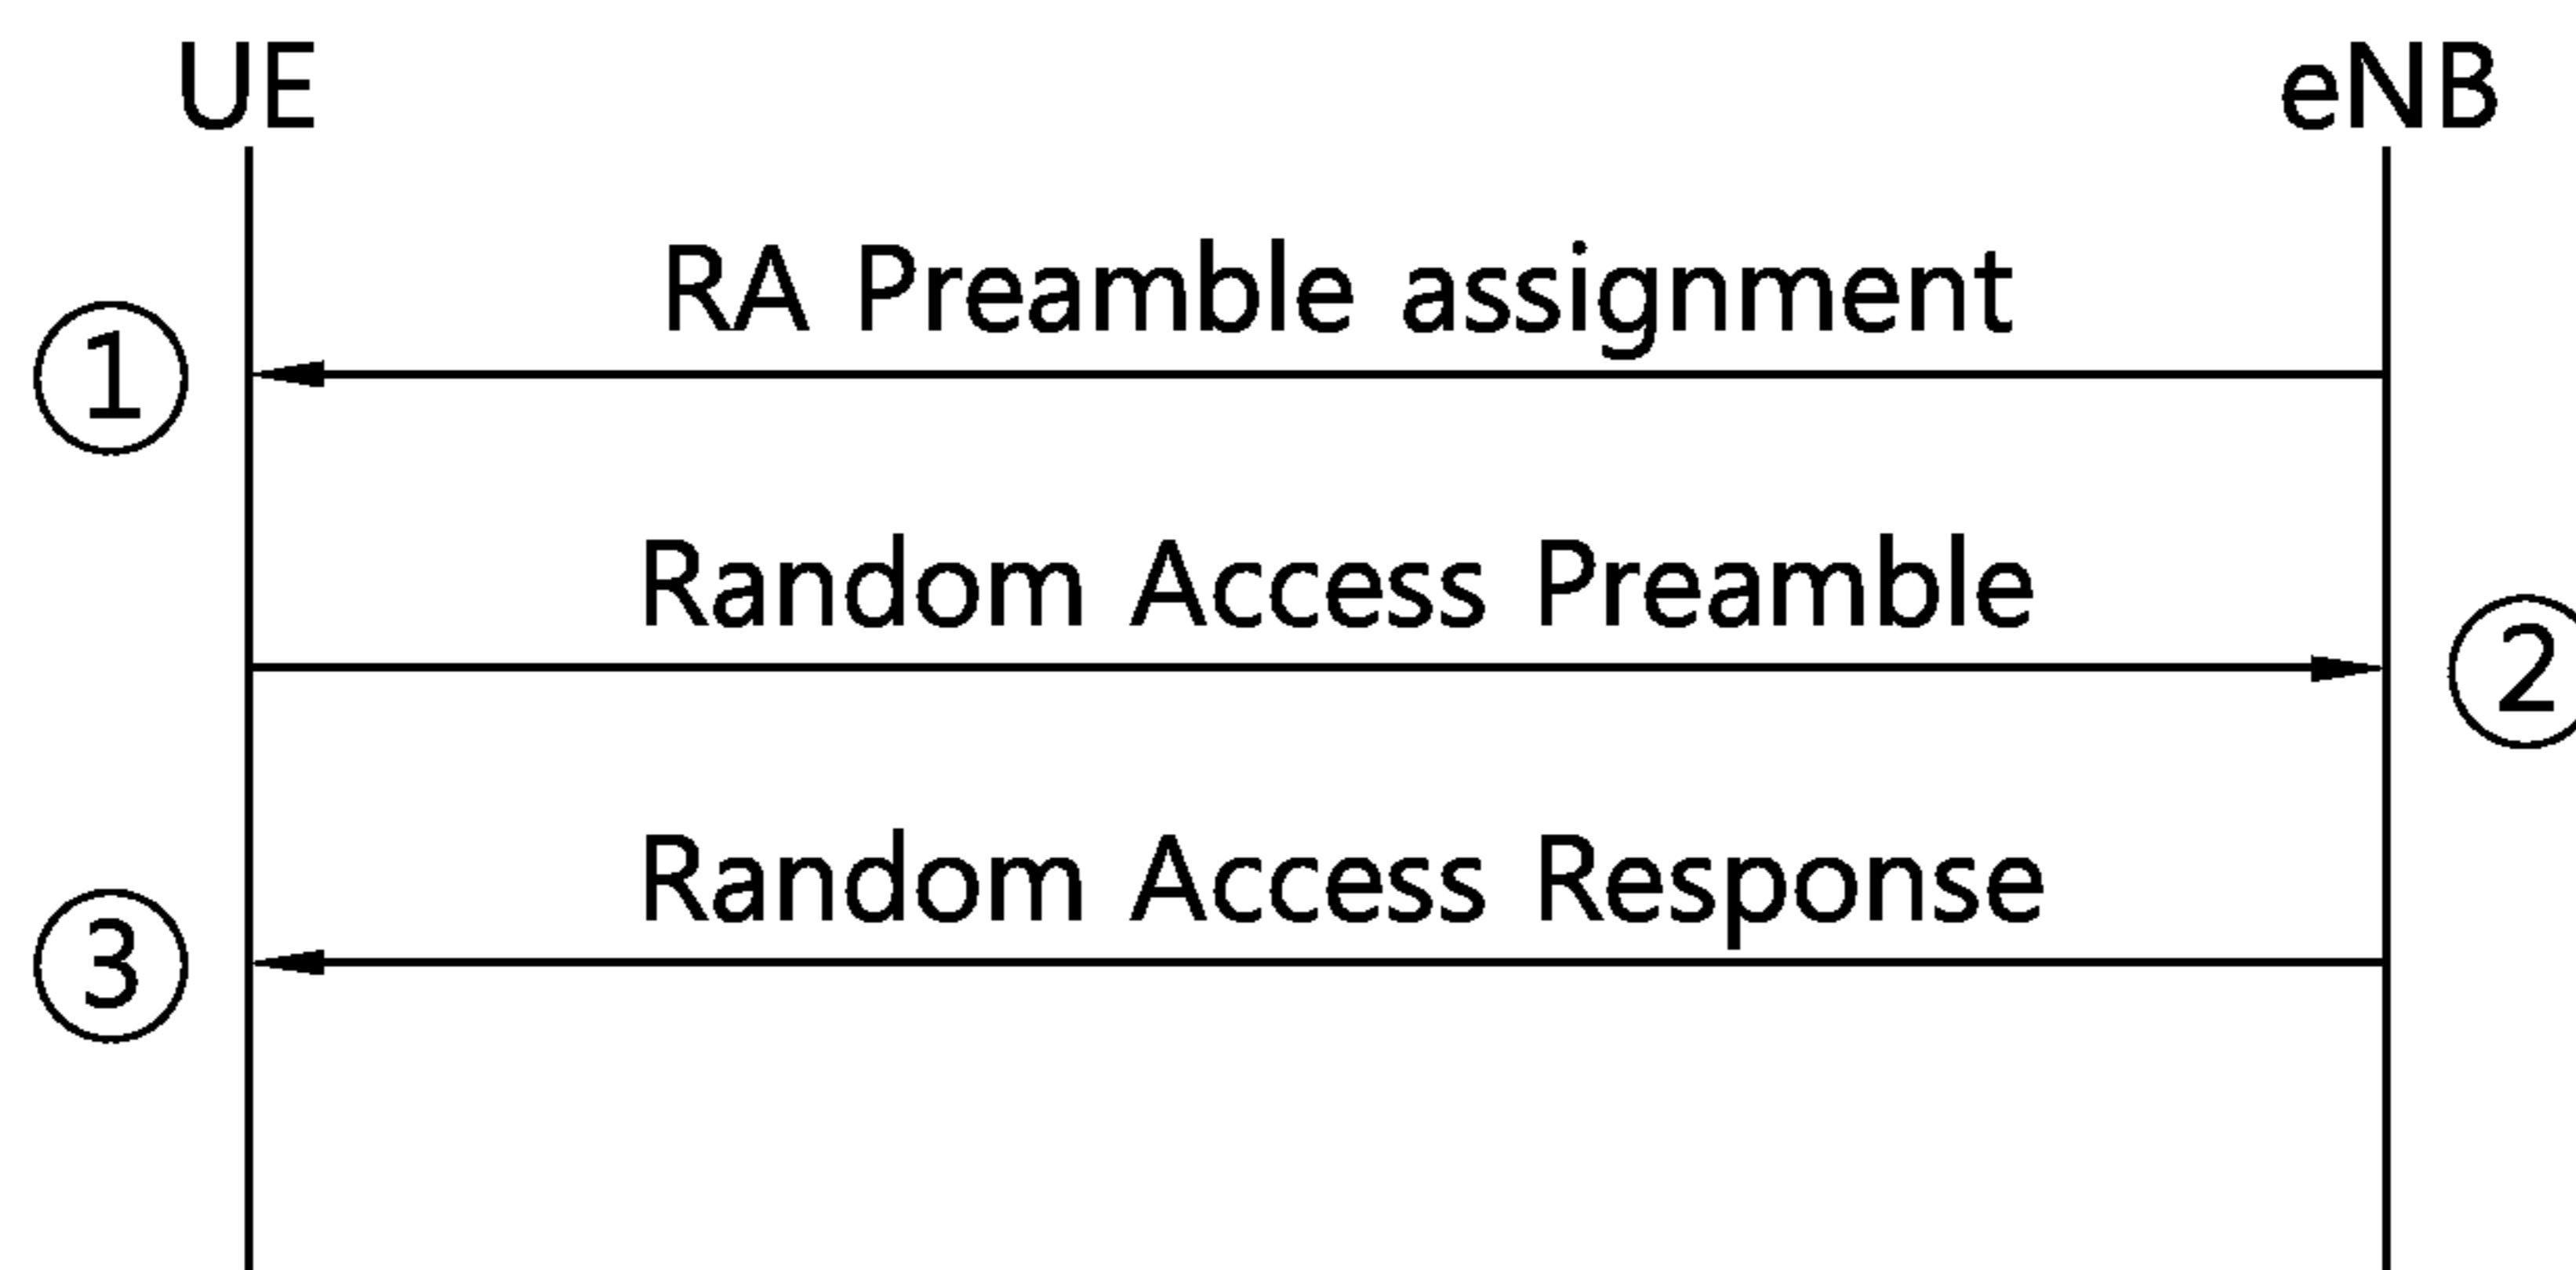 UE eNB
RA Preamble assignment
①
Random Access Preamble
②
Random Access Response
③